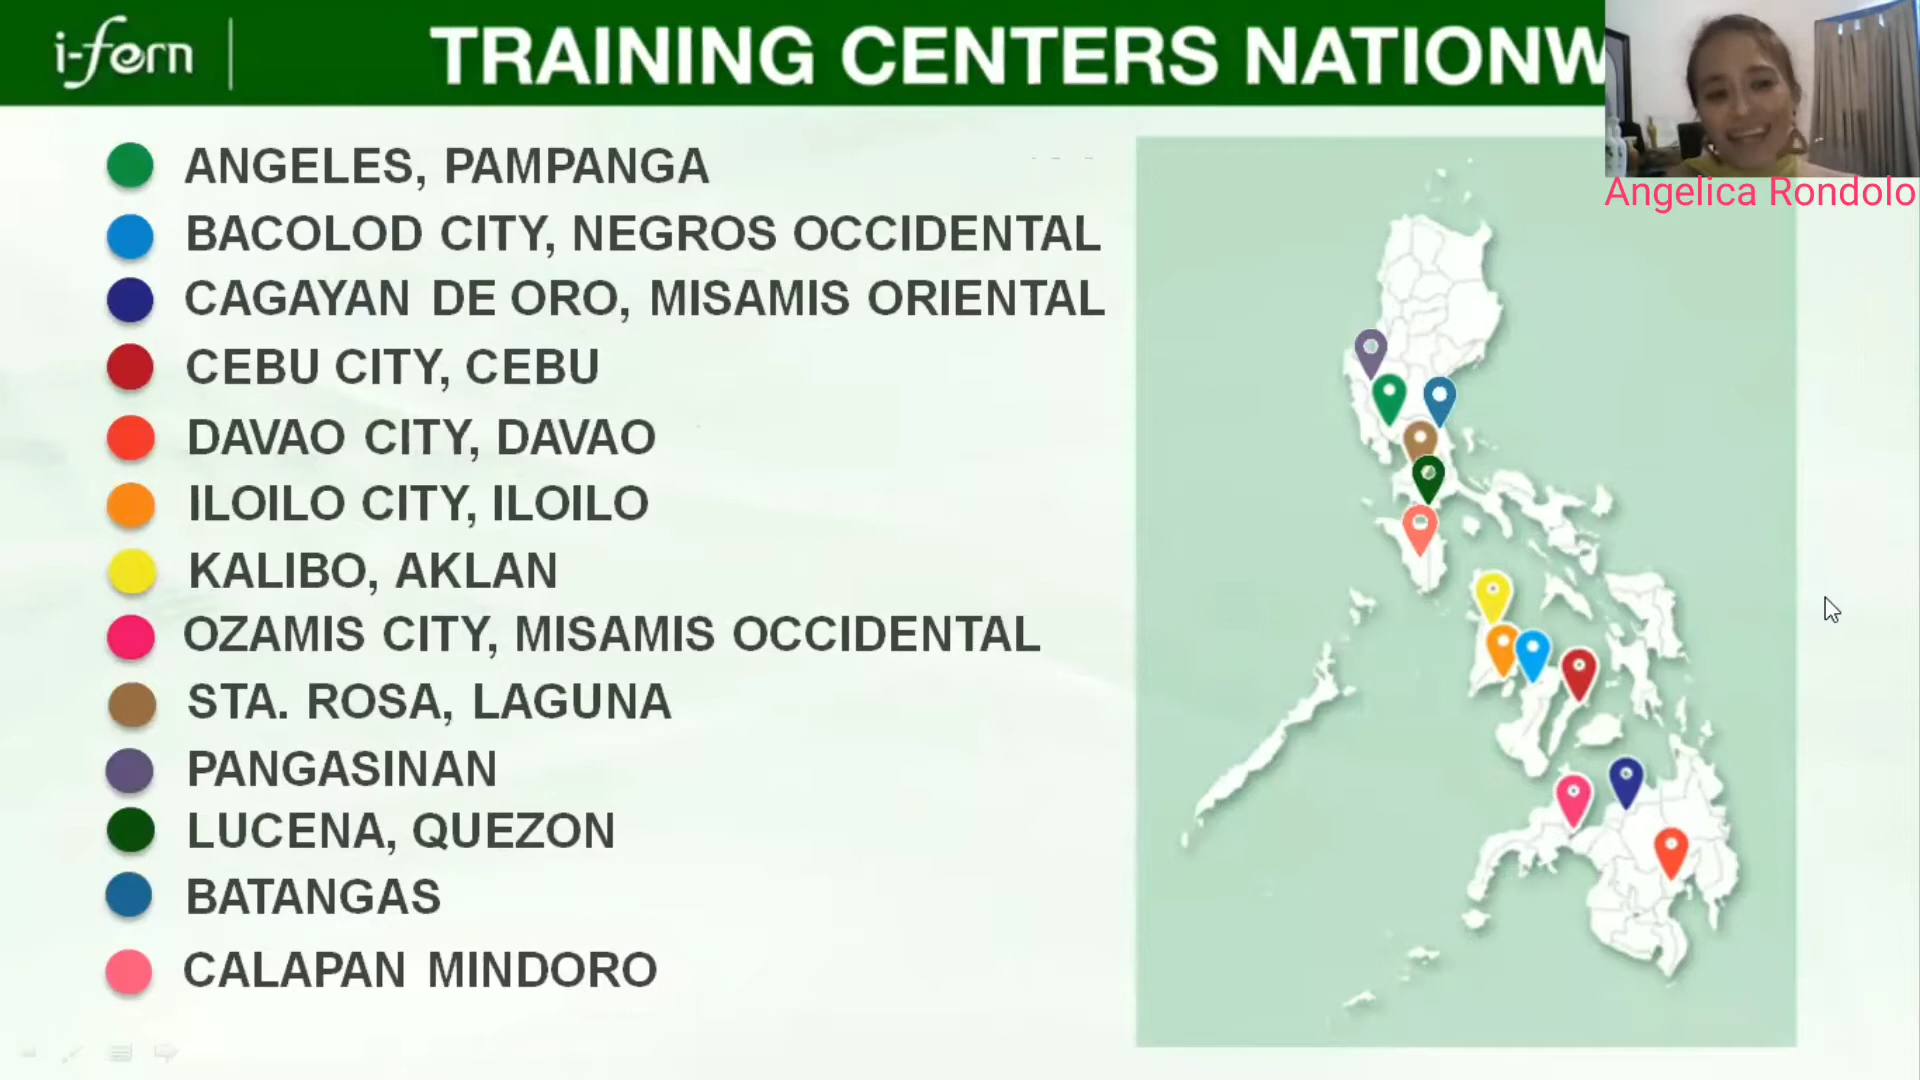 i-fern
TRAINING CENTERS NATIONW
Angelica Rondolo
ANGELES, PAMPANGA
BACOLOD CITY, NEGROS OCCIDENTAL
CAGAYAN DE ORO, MISAMIS ORIENTAL
CEBU CITY, CEBU
DAVAO CITY, DAVAO
ILOILO CITY, ILOILO
KALIBO, AKLAN
OZAMIS CITY, MISAMIS OCCIDENTAL
STA. ROSA, LAGUNA
PANGASINAN
LUCENA, QUEZON
BATANGAS
CALAPAN MINDORO